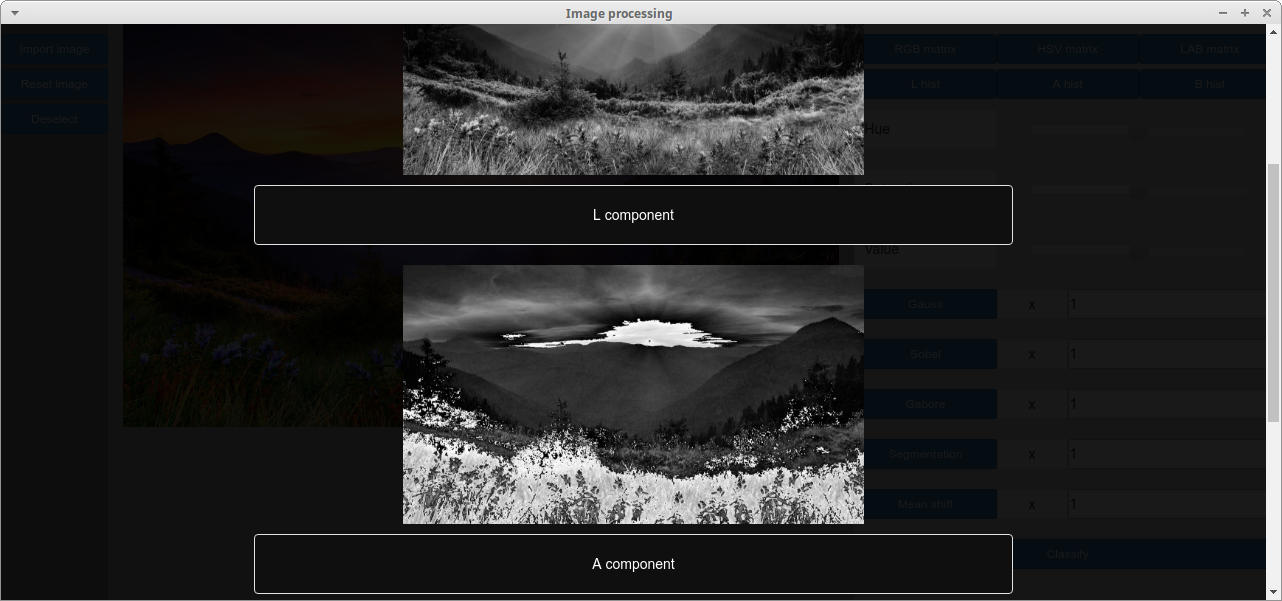 Image processing
Import image
Reset image
Deselect
RGB matrix
HSV matrix
LAB matrix
L hist
A hist
B hist
Hue
Value
L component
Gauss
x
1
Sobel
x
1
Gabore
x
1
Segmentation
x
1
Mean shift
x
1
Classify
A component